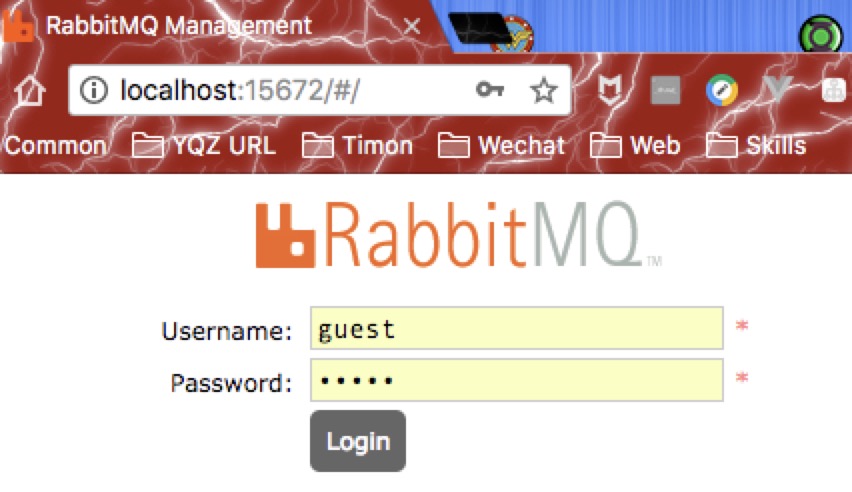 RabbitMQ Management
localhost:15672/#/
Common YQZ URL Timon Wechat Web Skills
RabbitMQ™
Username: guest *
Password: ••••• *
Login